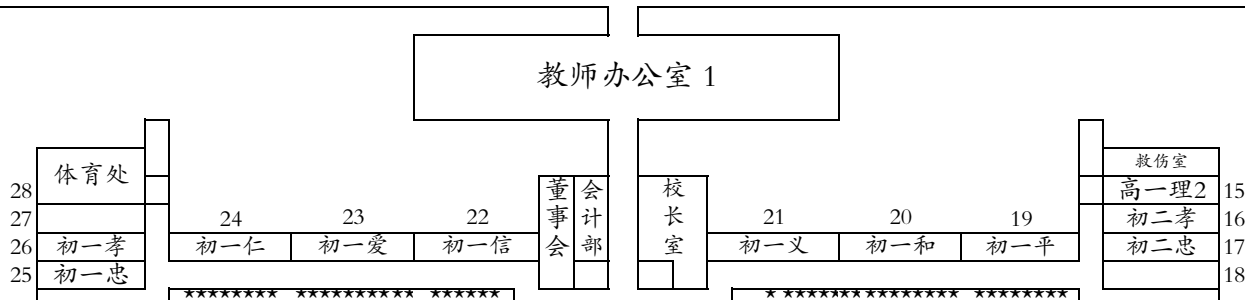 教师办公室 1
体育处
28
27
26 初一孝
25 初一忠
24 23 22
初一仁 初一爱 初一信
董事会
会计部
校长室
21 20 19
初一义 初一和 初一平
救伤室
高一理2 15
初二孝 16
初二忠 17
18
★★★★★★★★ ★★★★★★★★★★ ★★★★★★
★ ★★★★★★ ★★★★★★★★ ★★★★★★★★